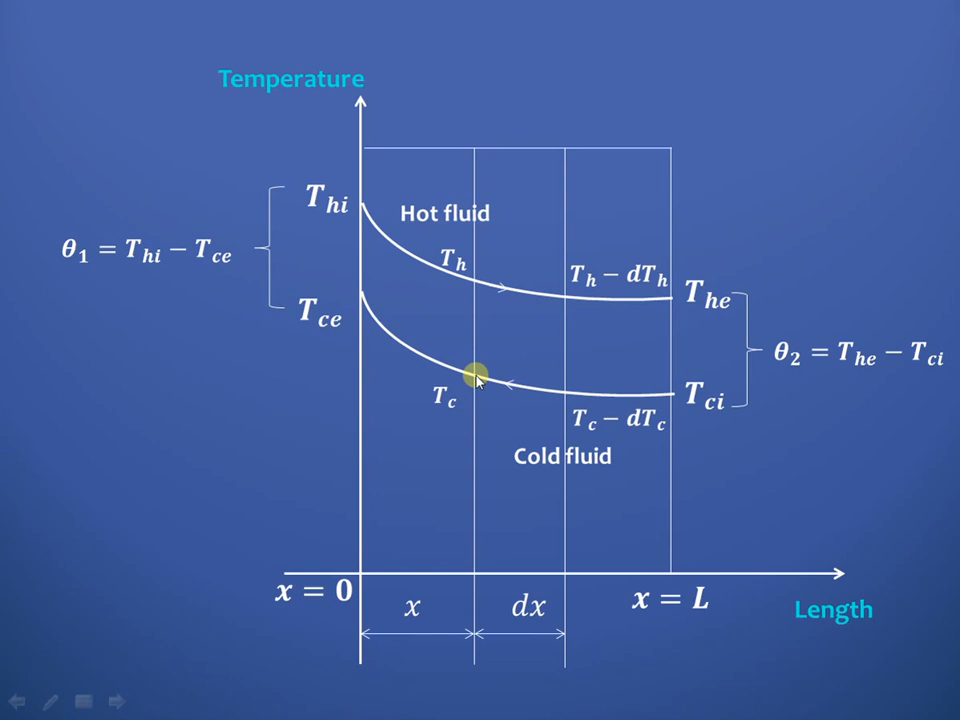 Temperature
T_hi
Hot fluid
θ_1 = T_hi − T_ce
T_h
T_h − dT_h
T_he
T_ce
θ_2 = T_he − T_ci
T_c
T_c − dT_c
T_ci
Cold fluid
x = 0
x
dx
x = L
Length